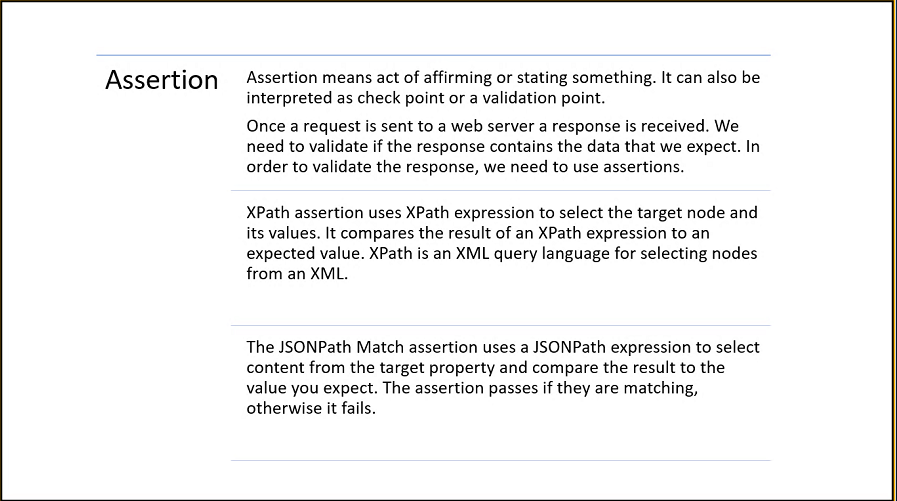 Assertion
Assertion means act of affirming or stating something. It can also be
interpreted as check point or a validation point.
Once a request is sent to a web server a response is received. We
need to validate if the response contains the data that we expect. In
order to validate the response, we need to use assertions.
XPath assertion uses XPath expression to select the target node and
its values. It compares the result of an XPath expression to an
expected value. XPath is an XML query language for selecting nodes
from an XML.
The JSONPath Match assertion uses a JSONPath expression to select
content from the target property and compare the result to the
value you expect. The assertion passes if they are matching,
otherwise it fails.